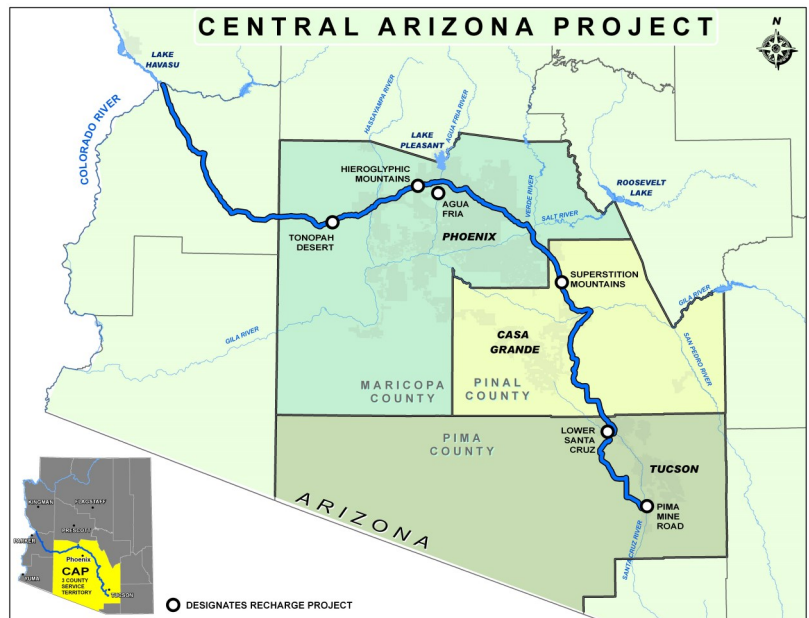 CENTRAL ARIZONA PROJECT
N
LAKE
HAVASU
COLORADO RIVER
HASSAYAMPA RIVER
AGUA FRIA RIVER
LAKE
PLEASANT
HIEROGLYPHIC
MOUNTAINS
AGUA
FRIA
VERDE RIVER
ROOSEVELT
LAKE
SALT RIVER
TONOPAH
DESERT
PHOENIX
SUPERSTITION
MOUNTAINS
GILA RIVER
GILA RIVER
CASA
GRANDE
SAN PEDRO RIVER
MARICOPA
COUNTY
PINAL
COUNTY
PIMA
COUNTY
LOWER
SANTA
CRUZ
TUCSON
PIMA
MINE
ROAD
SANTA CRUZ RIVER
ARIZONA
KINGMAN
FLAGSTAFF
PRESCOTT
PARKER
Phoenix
CAP
3 COUNTY
SERVICE
TERRITORY
YUMA
TUCSON
DESIGNATES RECHARGE PROJECT